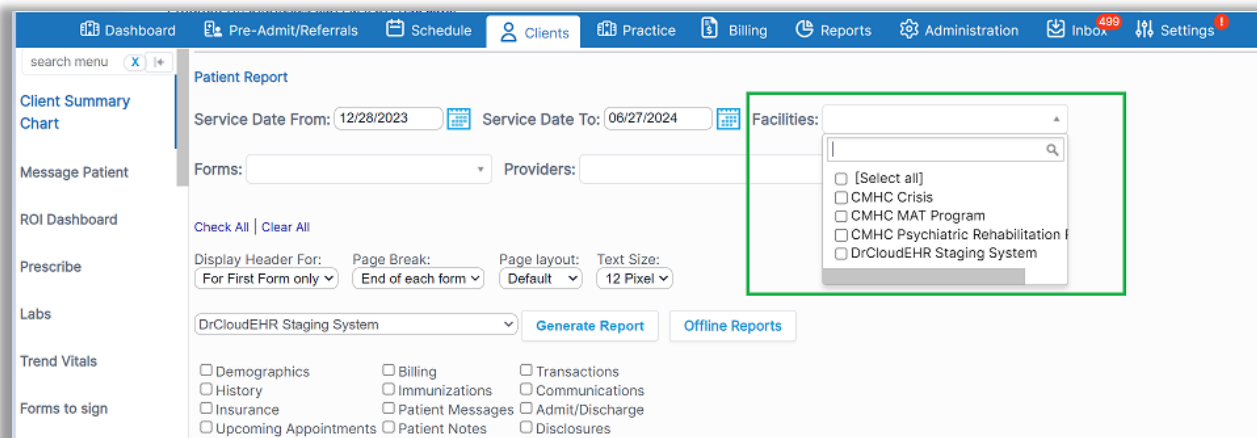 Dashboard Pre-Admit/Referrals Schedule Clients Practice Billing Reports Administration Inbox 499 Settings !
search menu X
Client Summary
Chart
Message Patient
ROI Dashboard
Prescribe
Labs
Trend Vitals
Forms to sign
Patient Report
Service Date From: 12/28/2023 Service Date To: 06/27/2024 Facilities:
Forms: Providers:
[Select all]
CMHC Crisis
CMHC MAT Program
CMHC Psychiatric Rehabilitation
DrCloudEHR Staging System
Check All | Clear All
Display Header For: Page Break: Page layout: Text Size:
For First Form only End of each form Default 12 Pixel
DrCloudEHR Staging System Generate Report Offline Reports
Demographics Billing Transactions
History Immunizations Communications
Insurance Patient Messages Admit/Discharge
Upcoming Appointments Patient Notes Disclosures